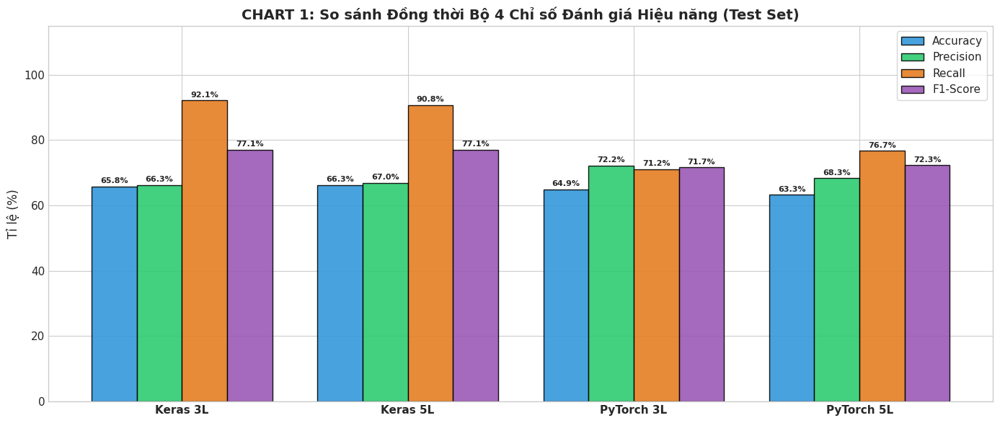 CHART 1: So sánh Đồng thời Bộ 4 Chỉ số Đánh giá Hiệu năng (Test Set)
Accuracy
Precision
Recall
F1-Score
Tỉ lệ (%)
100
80
60
40
20
0
65.8%
66.3%
92.1%
77.1%
66.3%
67.0%
90.8%
77.1%
64.9%
72.2%
71.2%
71.7%
63.3%
68.3%
76.7%
72.3%
Keras 3L
Keras 5L
PyTorch 3L
PyTorch 5L